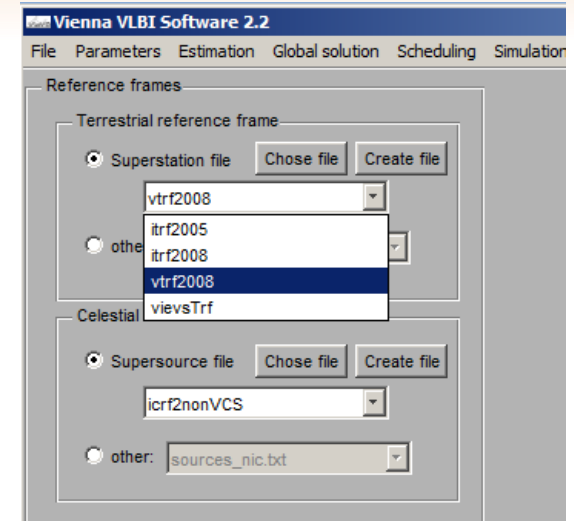 Vienna VLBI Software 2.2
File Parameters Estimation Global solution Scheduling Simulation
Reference frames
Terrestrial reference frame
Superstation file Chose file Create file
vtrf2008
itrf2005
othe
itrf2008
vtrf2008
vievsTrf
Celestial
Supersource file Chose file Create file
icrf2nonVCS
other: sources_nic.txt